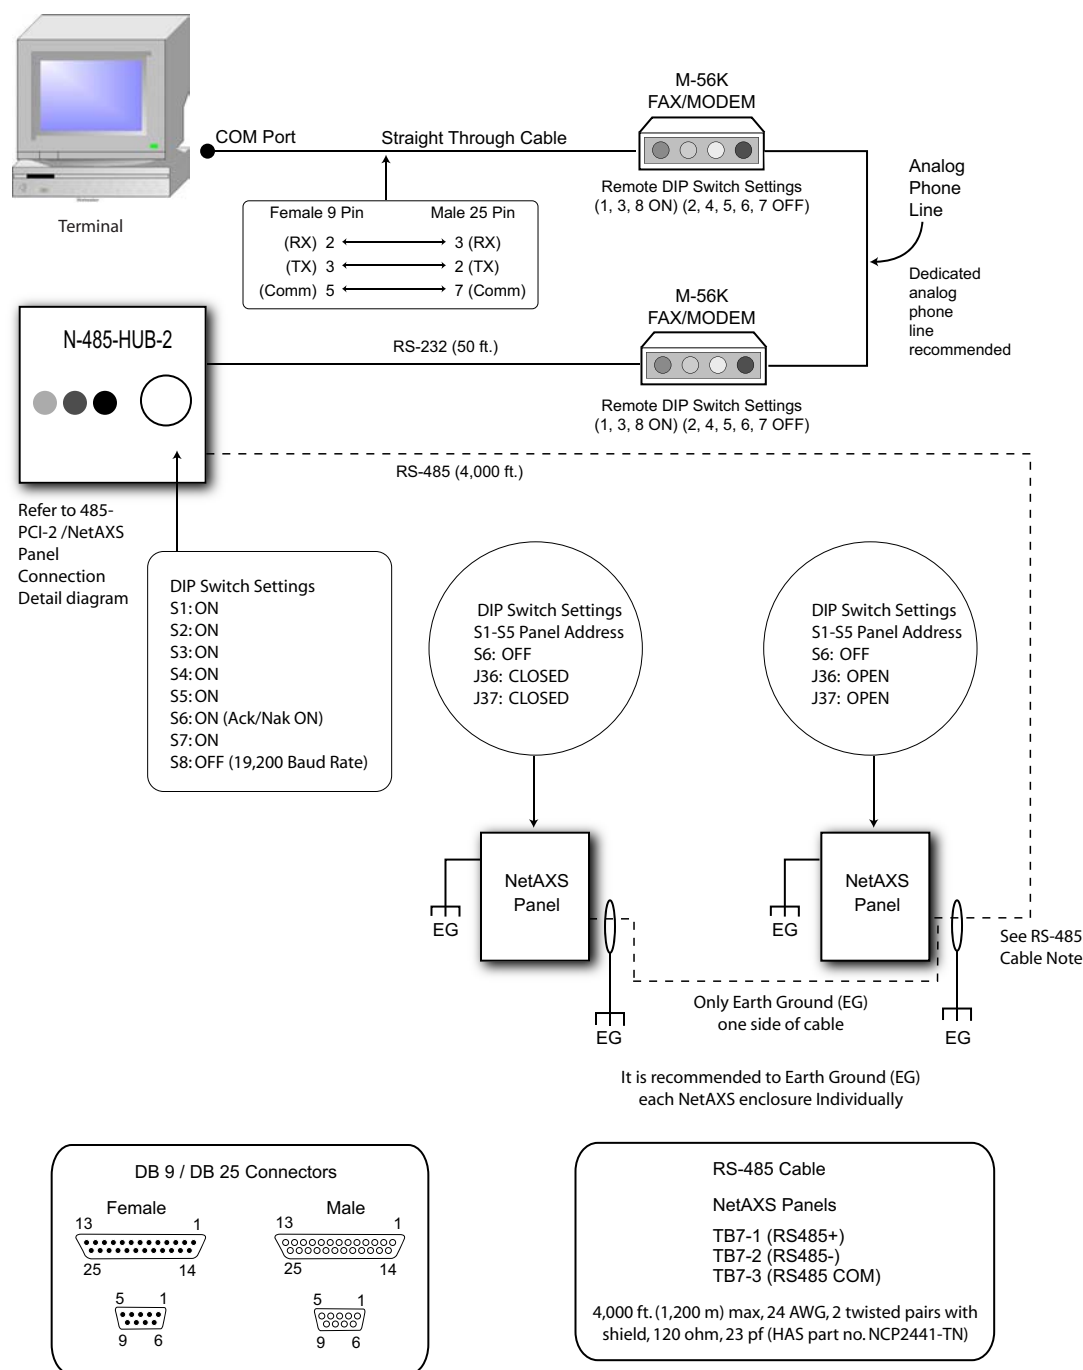 M-56K
FAX/MODEM
COM Port
Straight Through Cable
Terminal
Remote DIP Switch Settings
(1, 3, 8 ON) (2, 4, 5, 6, 7 OFF)
Analog
Phone
Line
Female 9 Pin Male 25 Pin
(RX) 2 3 (RX)
(TX) 3 2 (TX)
(Comm) 5 7 (Comm)
Dedicated
analog
phone
line
recommended
M-56K
FAX/MODEM
N-485-HUB-2
RS-232 (50 ft.)
Remote DIP Switch Settings
(1, 3, 8 ON) (2, 4, 5, 6, 7 OFF)
RS-485 (4,000 ft.)
Refer to 485-
PCI-2 /NetAXS
Panel
Connection
Detail diagram
DIP Switch Settings
S1: ON
S2: ON
S3: ON
S4: ON
S5: ON
S6: ON (Ack/Nak ON)
S7: ON
S8: OFF (19,200 Baud Rate)
DIP Switch Settings
S1-S5 Panel Address
S6: OFF
J36: CLOSED
J37: CLOSED
DIP Switch Settings
S1-S5 Panel Address
S6: OFF
J36: OPEN
J37: OPEN
NetAXS
Panel
EG
EG
NetAXS
Panel
EG
EG
See RS-485
Cable Note
Only Earth Ground (EG)
one side of cable
It is recommended to Earth Ground (EG)
each NetAXS enclosure Individually
DB 9 / DB 25 Connectors
Female
13 1
25 14
5 1
9 6
Male
13 1
25 14
5 1
9 6
RS-485 Cable
NetAXS Panels
TB7-1 (RS485+)
TB7-2 (RS485-)
TB7-3 (RS485 COM)
4,000 ft. (1,200 m) max, 24 AWG, 2 twisted pairs with
shield, 120 ohm, 23 pf (HAS part no. NCP2441-TN)